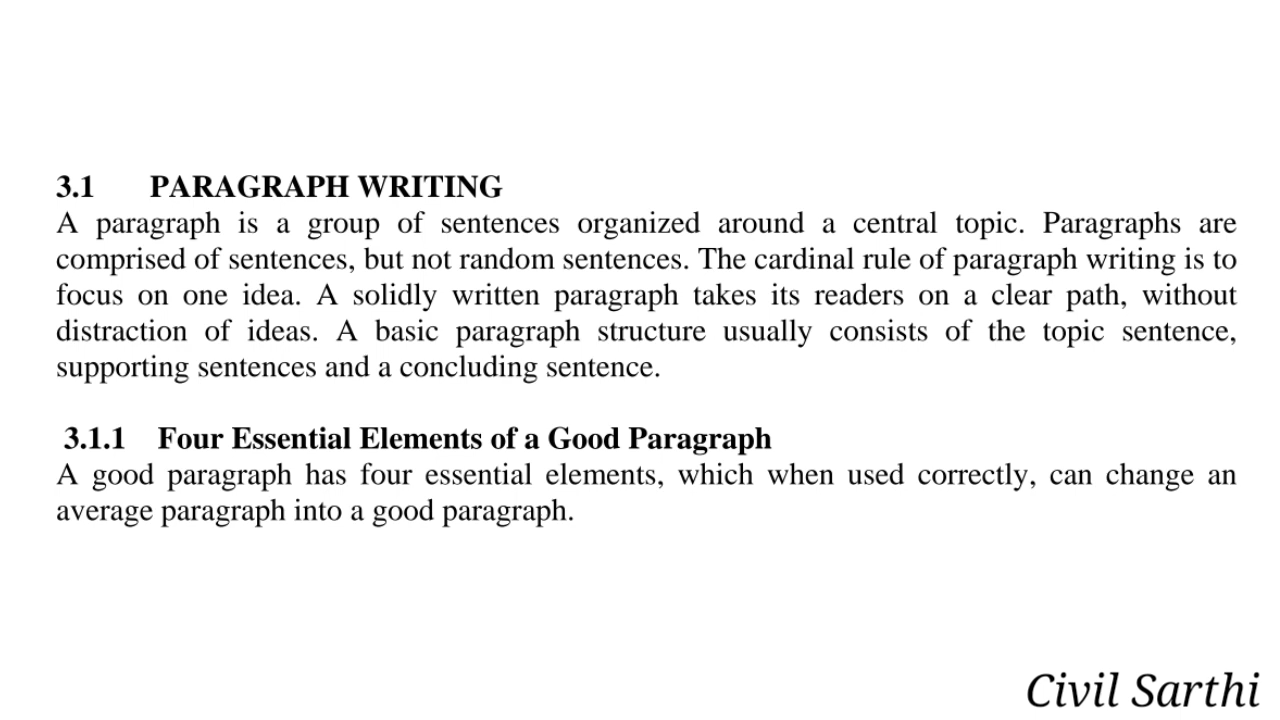 3.1 PARAGRAPH WRITING
A paragraph is a group of sentences organized around a central topic. Paragraphs are
comprised of sentences, but not random sentences. The cardinal rule of paragraph writing is to
focus on one idea. A solidly written paragraph takes its readers on a clear path, without
distraction of ideas. A basic paragraph structure usually consists of the topic sentence,
supporting sentences and a concluding sentence.
3.1.1 Four Essential Elements of a Good Paragraph
A good paragraph has four essential elements, which when used correctly, can change an
average paragraph into a good paragraph.
Civil Sarthi